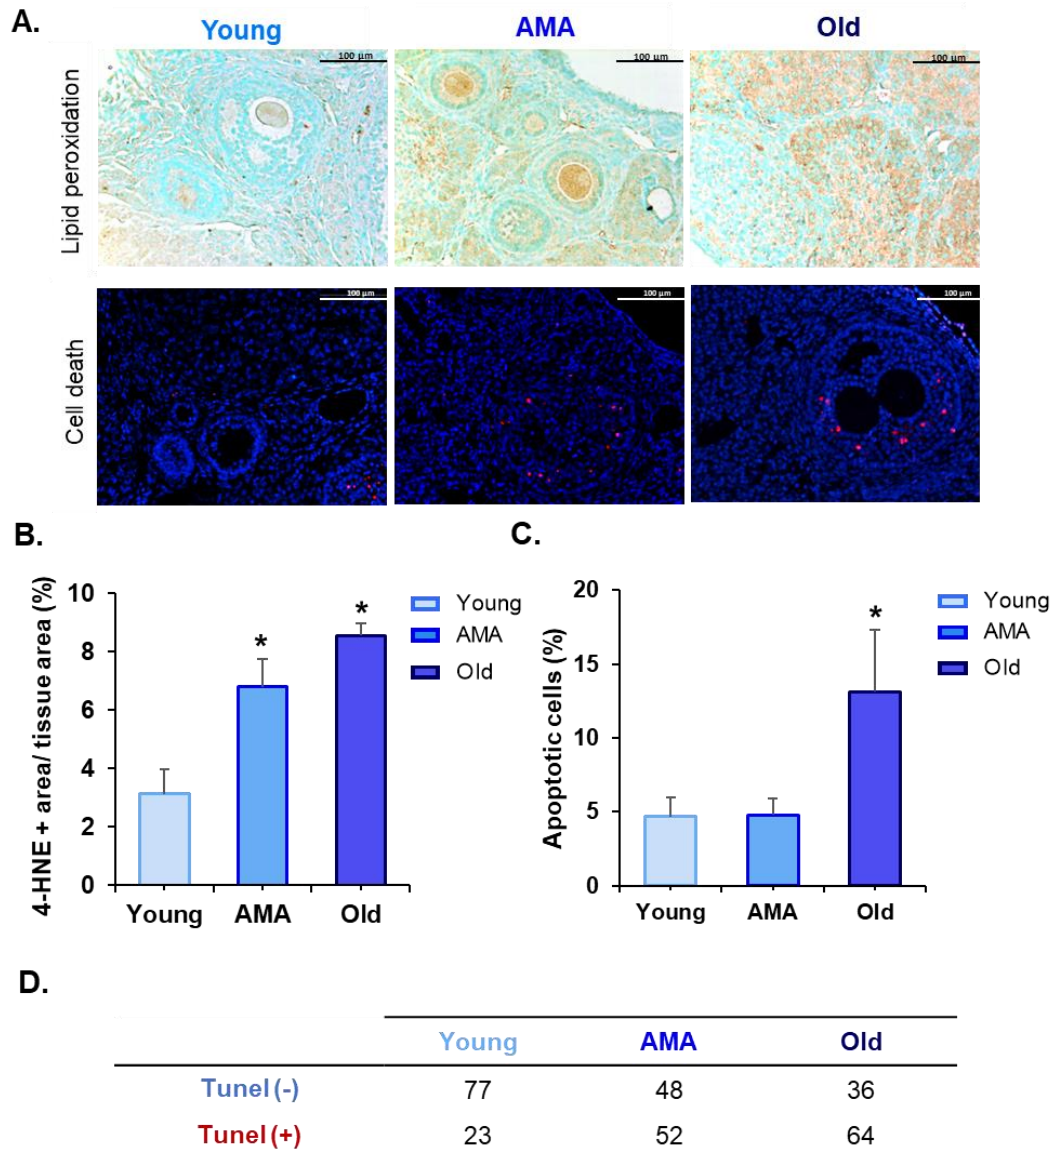 A.
Young AMA Old
Lipid peroxidation
100 µm 100 µm 100 µm
Cell death
100 µm 100 µm 100 µm
B.
4-HNE + area/ tissue area (%)
10
8
6
4
2
0
* *
Young AMA Old
Young
AMA
Old
C.
Apoptotic cells (%)
20
15
10
5
0
*
Young AMA Old
Young
AMA
Old
D.
Young AMA Old
Tunel (-) 77 48 36
Tunel (+) 23 52 64